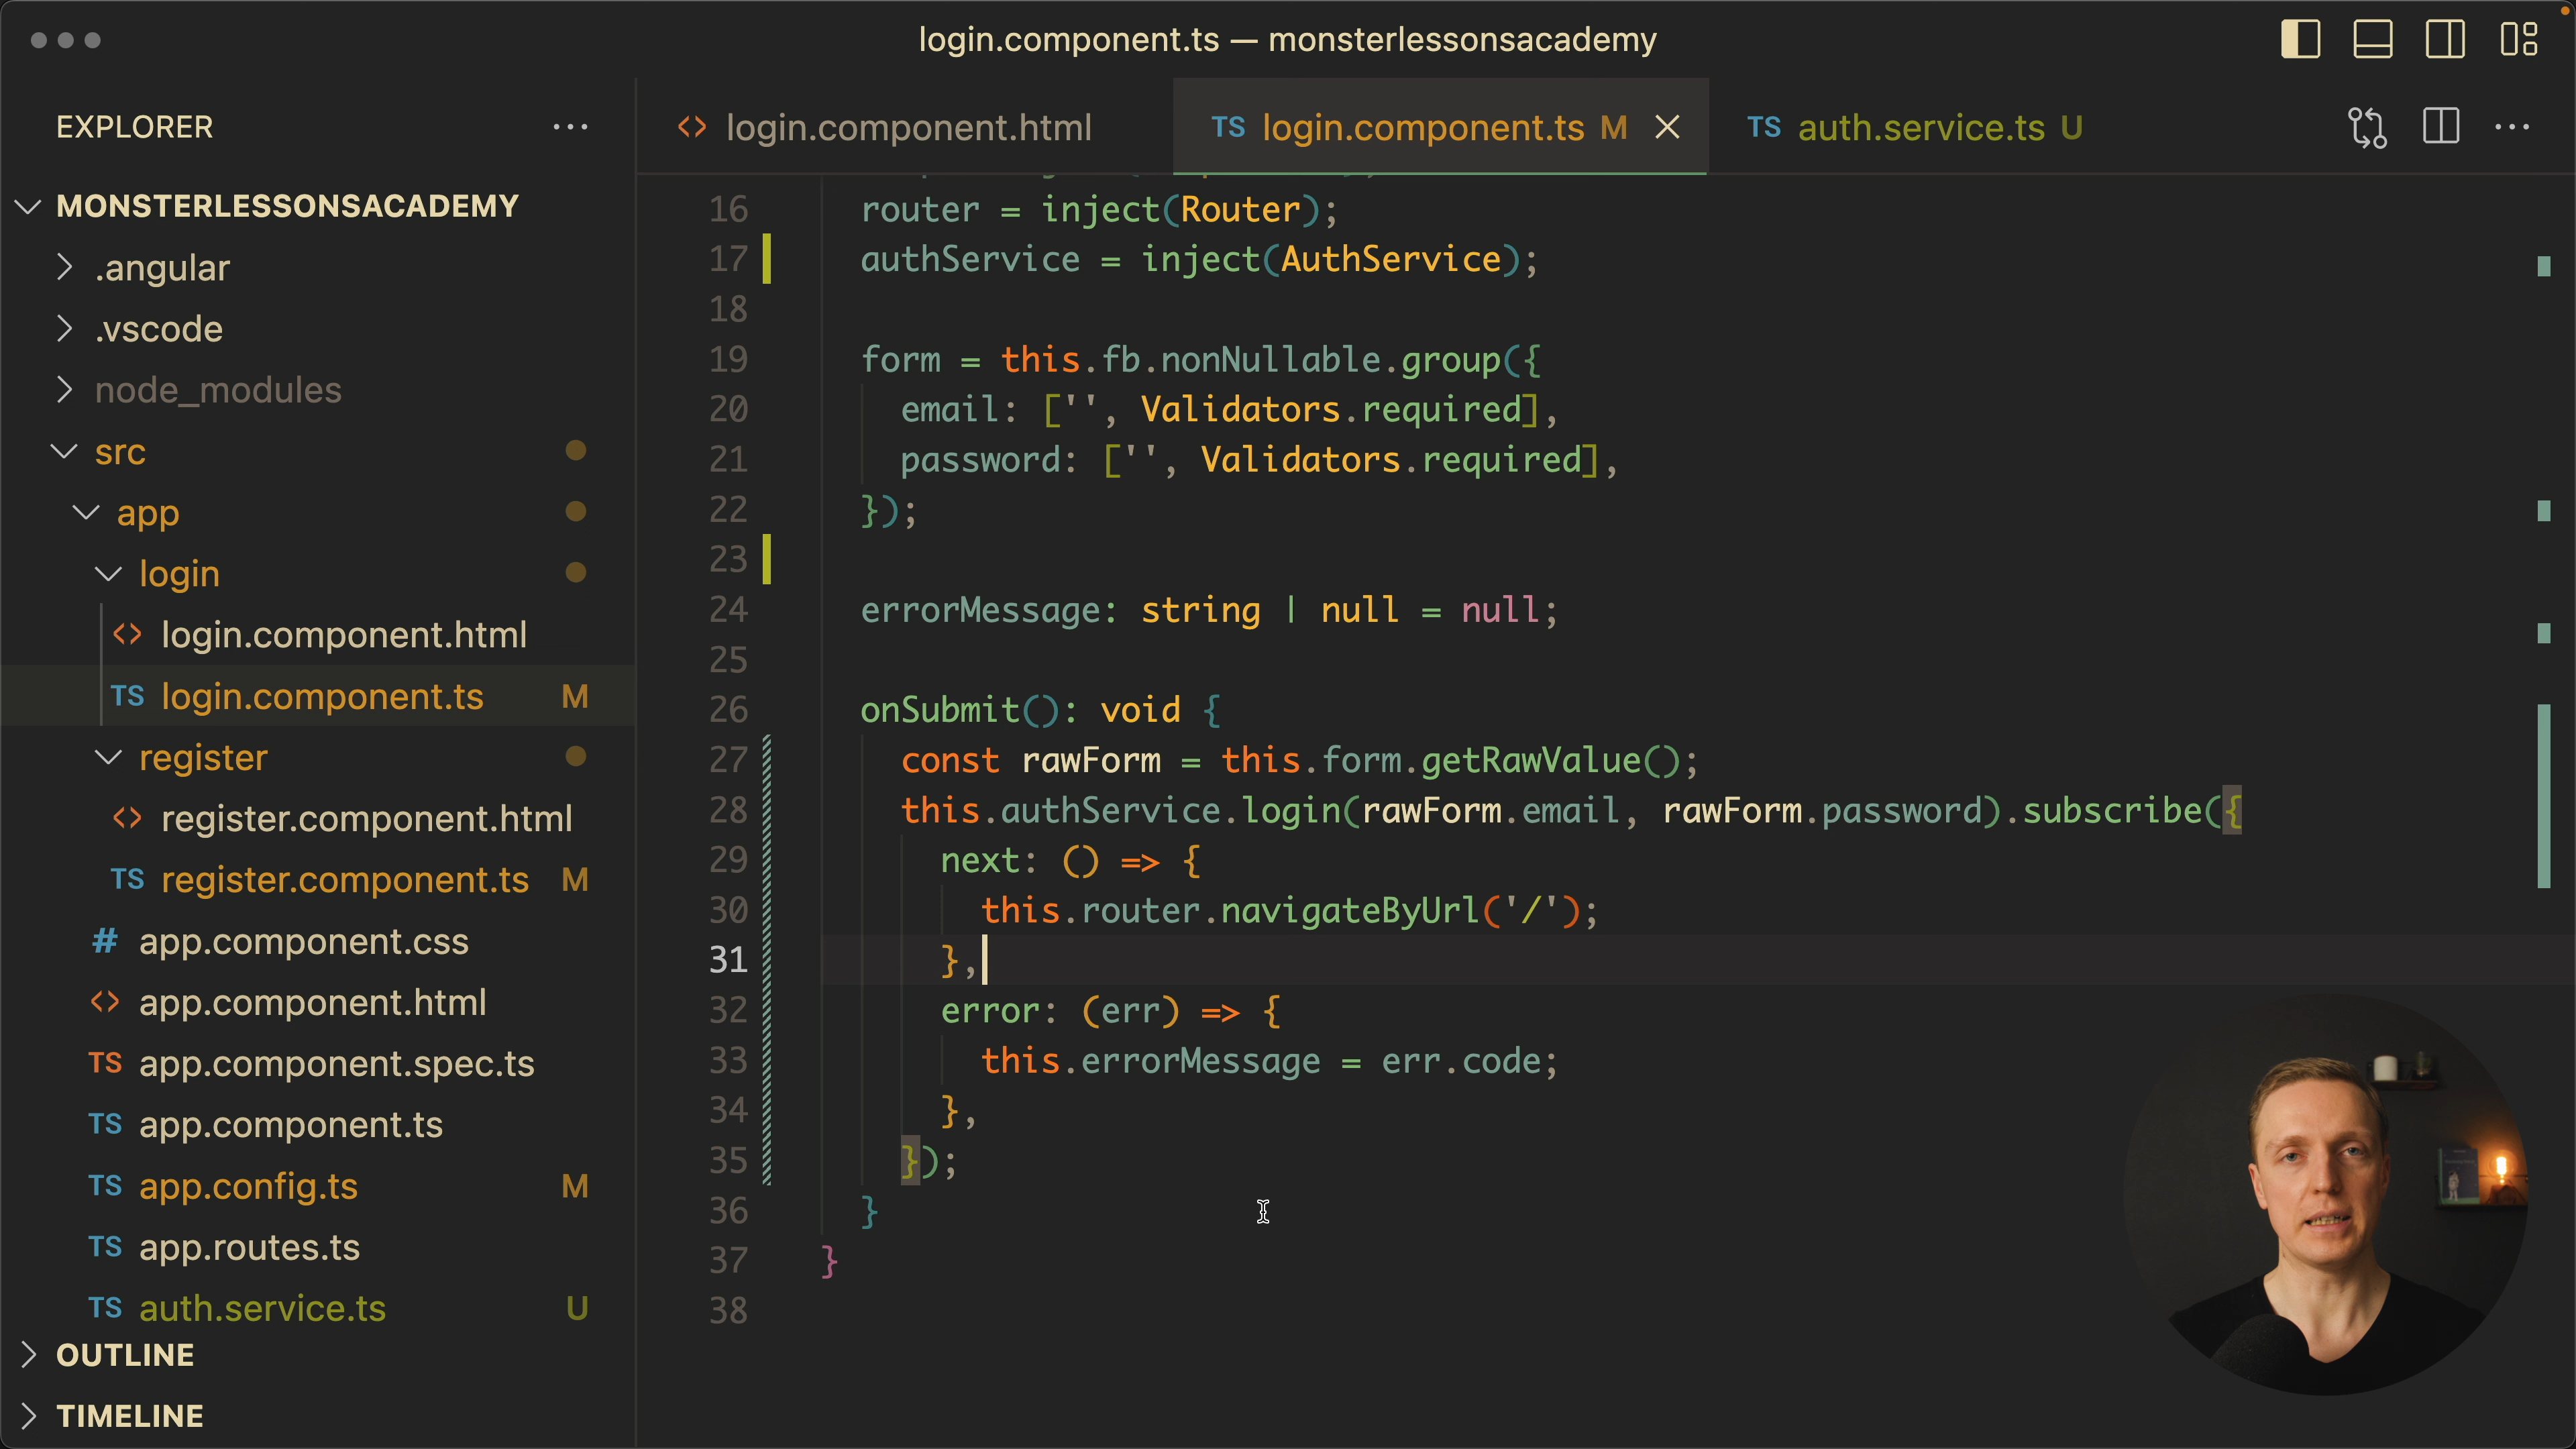 login.component.ts — monsterlessonsacademy
EXPLORER
MONSTERLESSONSACADEMY
.angular
.vscode
node_modules
src
app
login
<> login.component.html
TS login.component.ts M
register
<> register.component.html
TS register.component.ts M
# app.component.css
<> app.component.html
TS app.component.spec.ts
TS app.component.ts
TS app.config.ts M
TS app.routes.ts
TS auth.service.ts U
OUTLINE
TIMELINE
<> login.component.html
TS login.component.ts M
TS auth.service.ts U
16 router = inject(Router);
17 authService = inject(AuthService);
18
19 form = this.fb.nonNullable.group({
20 email: ['', Validators.required],
21 password: ['', Validators.required],
22 });
23
24 errorMessage: string | null = null;
25
26 onSubmit(): void {
27 const rawForm = this.form.getRawValue();
28 this.authService.login(rawForm.email, rawForm.password).subscribe({
29 next: () => {
30 this.router.navigateByUrl('/');
31 },
32 error: (err) => {
33 this.errorMessage = err.code;
34 },
35 });
36 }
37 }
38